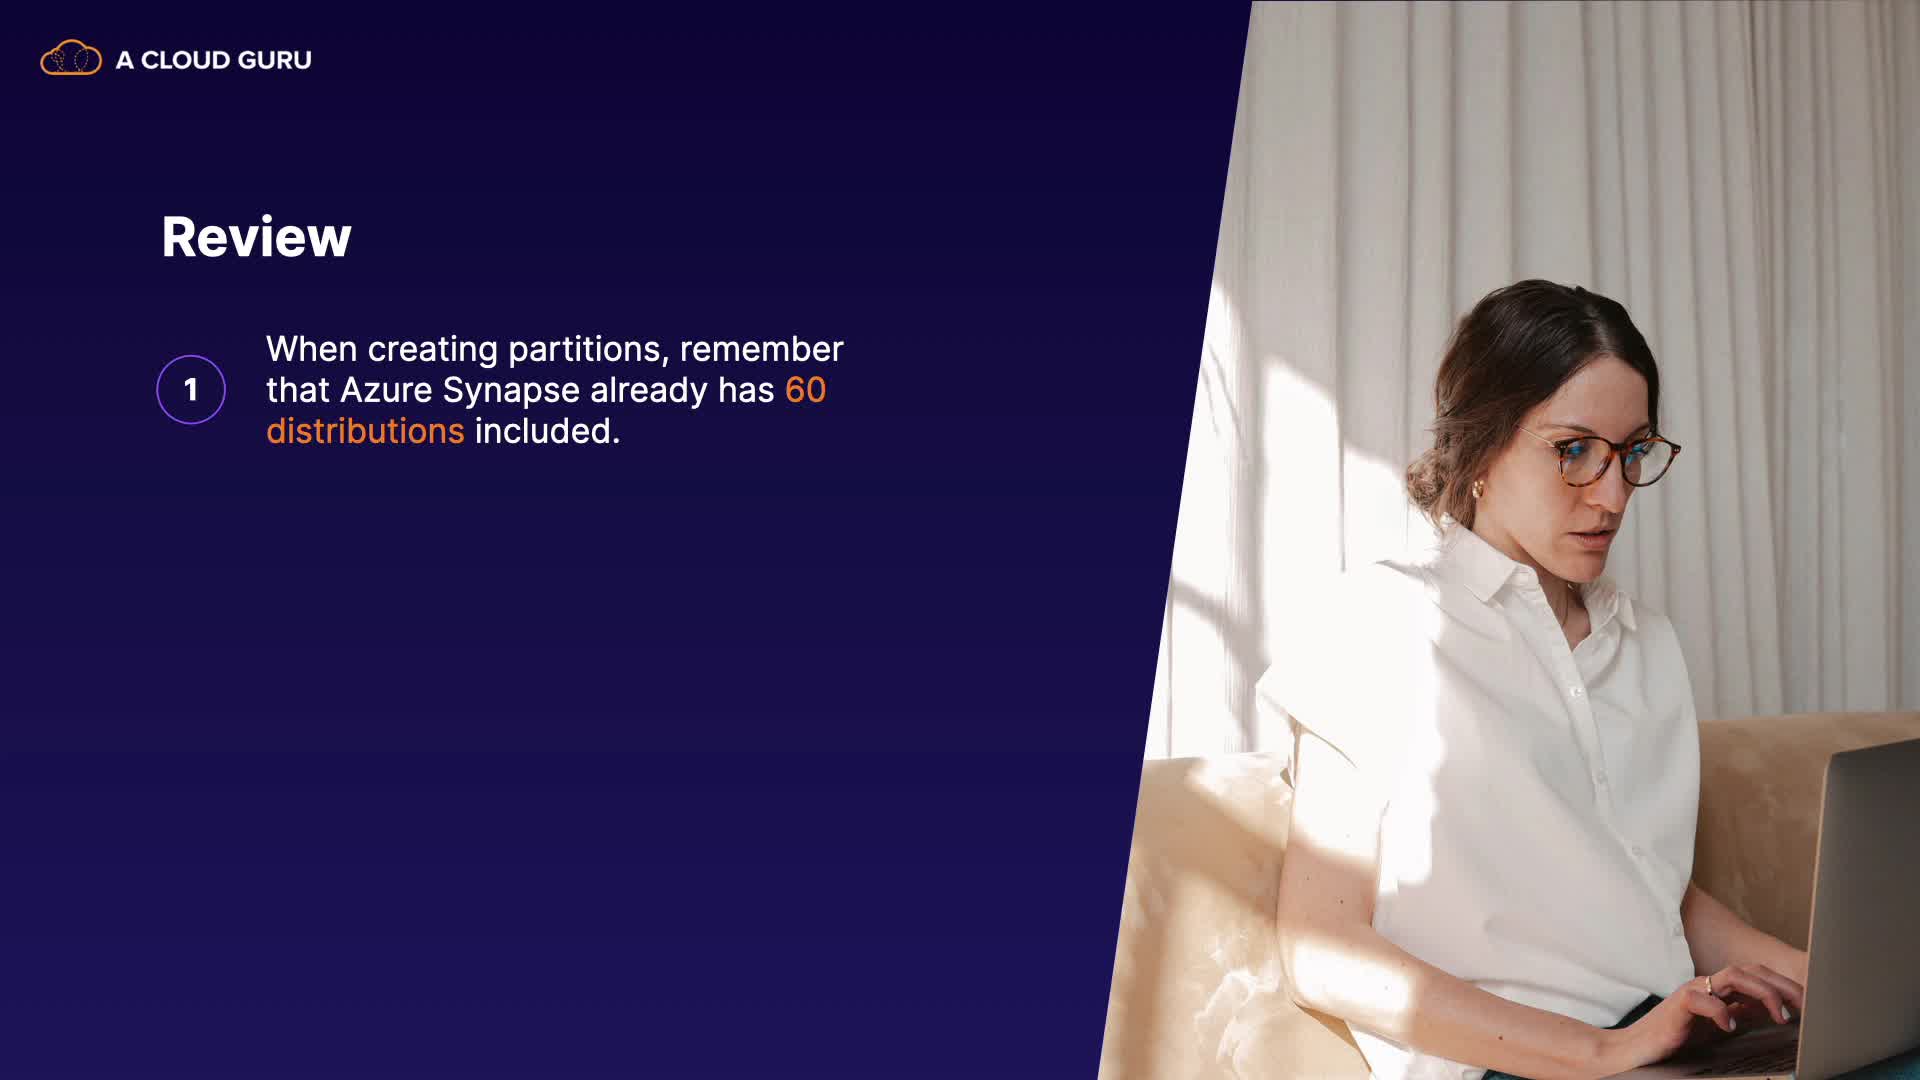 A CLOUD GURU
Review
1
When creating partitions, remember
that Azure Synapse already has 60
distributions included.